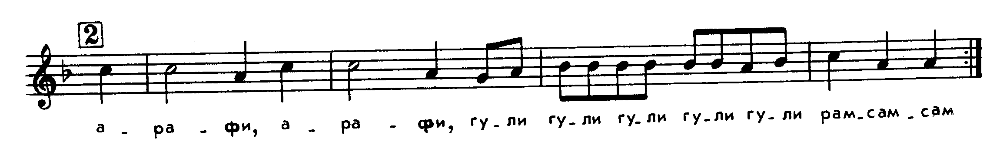 2
а - ра - фи, а - ра - фи, гу - ли гу - ли гу - ли гу - ли гу - ли рам - сам - сам